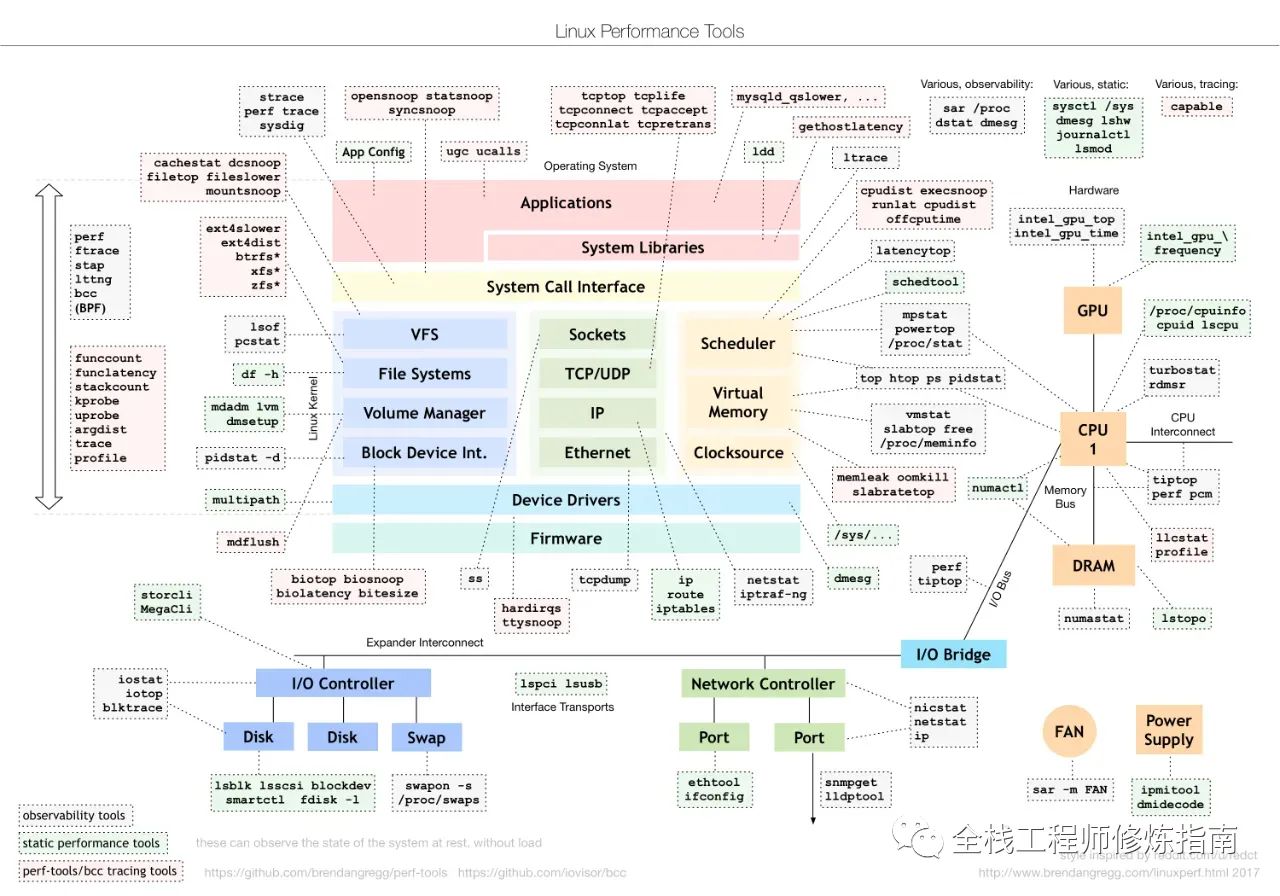 Linux Performance Tools
strace
perf trace
sysdig
opensnoop statsnoop
syncsnoop
tcptop tcplife
tcpconnect tcpaccept
tcpconnlat tcpretrans
mysqld_qslower, ...
gethostlatency
Various, observability:
sar /proc
dstat dmesg
Various, static:
sysctl /sys
dmesg lshw
journalctl
lsmod
Various, tracing:
capable
App Config
ugc ucalls
ldd
ltrace
Operating System
cachestat dcsnoop
filetop fileslower
mountsnoop
Applications
cpudist execsnoop
runlat cpudist
offcputime
Hardware
perf
ftrace
stap
lttng
bcc
(BPF)
ext4slower
ext4dist
btrfs*
xfs*
zfs*
System Libraries
latencytop
intel_gpu_top
intel_gpu_time
intel_gpu_\
frequency
System Call Interface
schedtool
lsof
pcstat
VFS
Sockets
Scheduler
mpstat
powertop
/proc/stat
GPU
/proc/cpuinfo
cpuid lscpu
funccount
funclatency
stackcount
kprobe
uprobe
argdist
trace
profile
df -h
Linux Kernel
File Systems
TCP/UDP
Virtual
Memory
top htop ps pidstat
turbostat
rdmsr
mdadm lvm
dmsetup
Volume Manager
IP
vmstat
slabtop free
/proc/meminfo
CPU
1
CPU
Interconnect
pidstat -d
Block Device Int.
Ethernet
Clocksource
memleak oomkill
slabratetop
numactl
Memory
Bus
tiptop
perf pcm
multipath
Device Drivers
mdflush
Firmware
/sys/...
llcstat
profile
biotop biosnoop
biolatency bitesize
ss
hardirqs
ttysnoop
tcpdump
ip
route
iptables
netstat
iptraf-ng
dmesg
perf
tiptop
I/O Bus
DRAM
numastat
lstopo
storcli
MegaCli
Expander Interconnect
I/O Bridge
iostat
iotop
blktrace
I/O Controller
lspci lsusb
Interface Transports
Network Controller
nicstat
netstat
ip
Disk
Disk
Swap
Port
Port
FAN
Power
Supply
lsblk lsscsi blockdev
smartctl fdisk -l
swapon -s
/proc/swaps
ethtool
ifconfig
snmpget
lldptool
sar -m FAN
ipmitool
dmidecode
observability tools
static performance tools
these can observe the state of the system at rest, without load
perf-tools/bcc tracing tools
https://github.com/brendangregg/perf-tools https://github.com/iovisor/bcc
全栈工程师修炼指南
style inspired by reddit.com/u/redct
http://www.brendangregg.com/linuxperf.html 2017